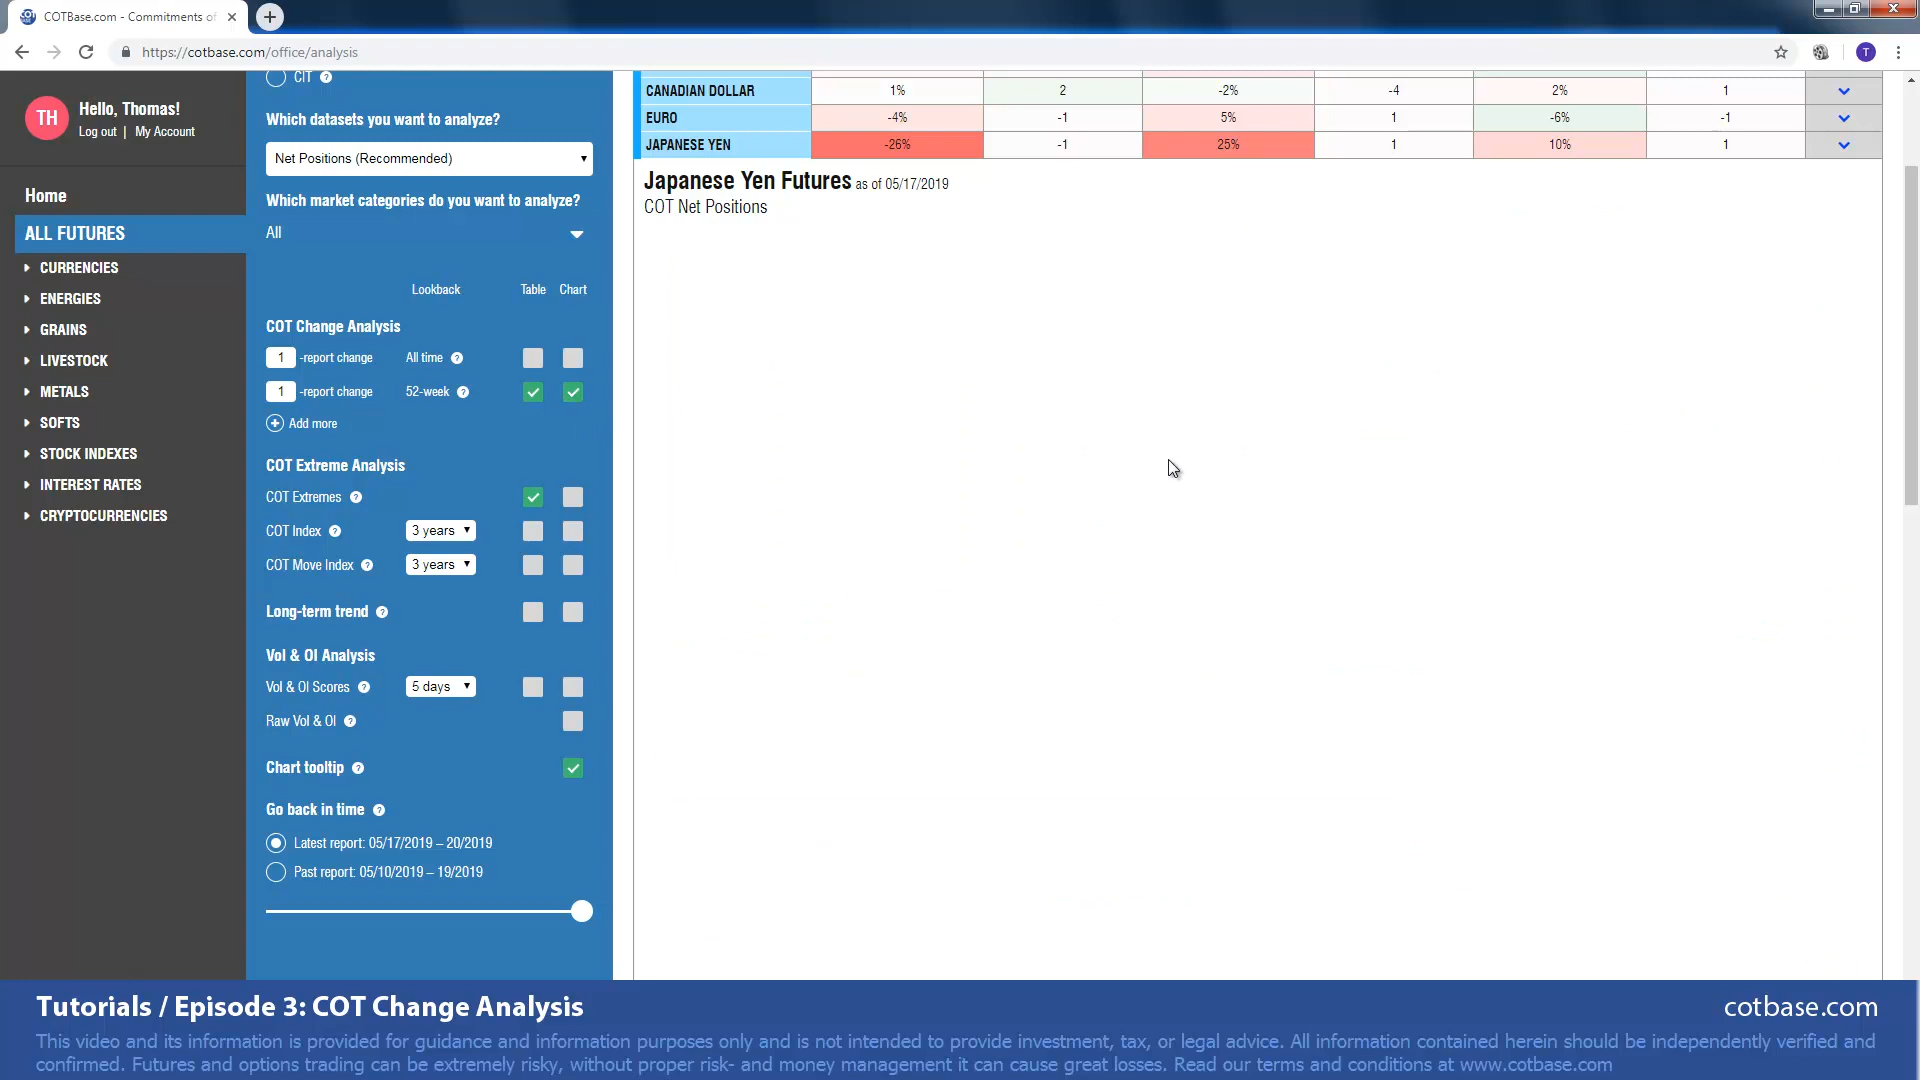 COTBase.com - Commitments of
https://cotbase.com/office/analysis
T
TH
Hello, Thomas!
Log out | My Account
Home
ALL FUTURES
CURRENCIES
ENERGIES
GRAINS
LIVESTOCK
METALS
SOFTS
STOCK INDEXES
INTEREST RATES
CRYPTOCURRENCIES
CIT ?
Which datasets you want to analyze?
Net Positions (Recommended)
Which market categories do you want to analyze?
All
Lookback Table Chart
COT Change Analysis
1 -report change All time ?
1 -report change 52-week ?
Add more
COT Extreme Analysis
COT Extremes ?
COT Index ? 3 years
COT Move Index ? 3 years
Long-term trend ?
Vol & OI Analysis
Vol & OI Scores ? 5 days
Raw Vol & OI ?
Chart tooltip ?
Go back in time ?
Latest report: 05/17/2019 – 20/2019
Past report: 05/10/2019 – 19/2019
CANADIAN DOLLAR 1% 2 -2% -4 2% 1
EURO -4% -1 5% 1 -6% -1
JAPANESE YEN -26% -1 25% 1 10% 1
Japanese Yen Futures as of 05/17/2019
COT Net Positions
Tutorials / Episode 3: COT Change Analysis
cotbase.com
This video and its information is provided for guidance and information purposes only and is not intended to provide investment, tax, or legal advice. All information contained herein should be independently verified and
confirmed. Futures and options trading can be extremely risky, without proper risk- and money management it can cause great losses. Read our terms and conditions at www.cotbase.com